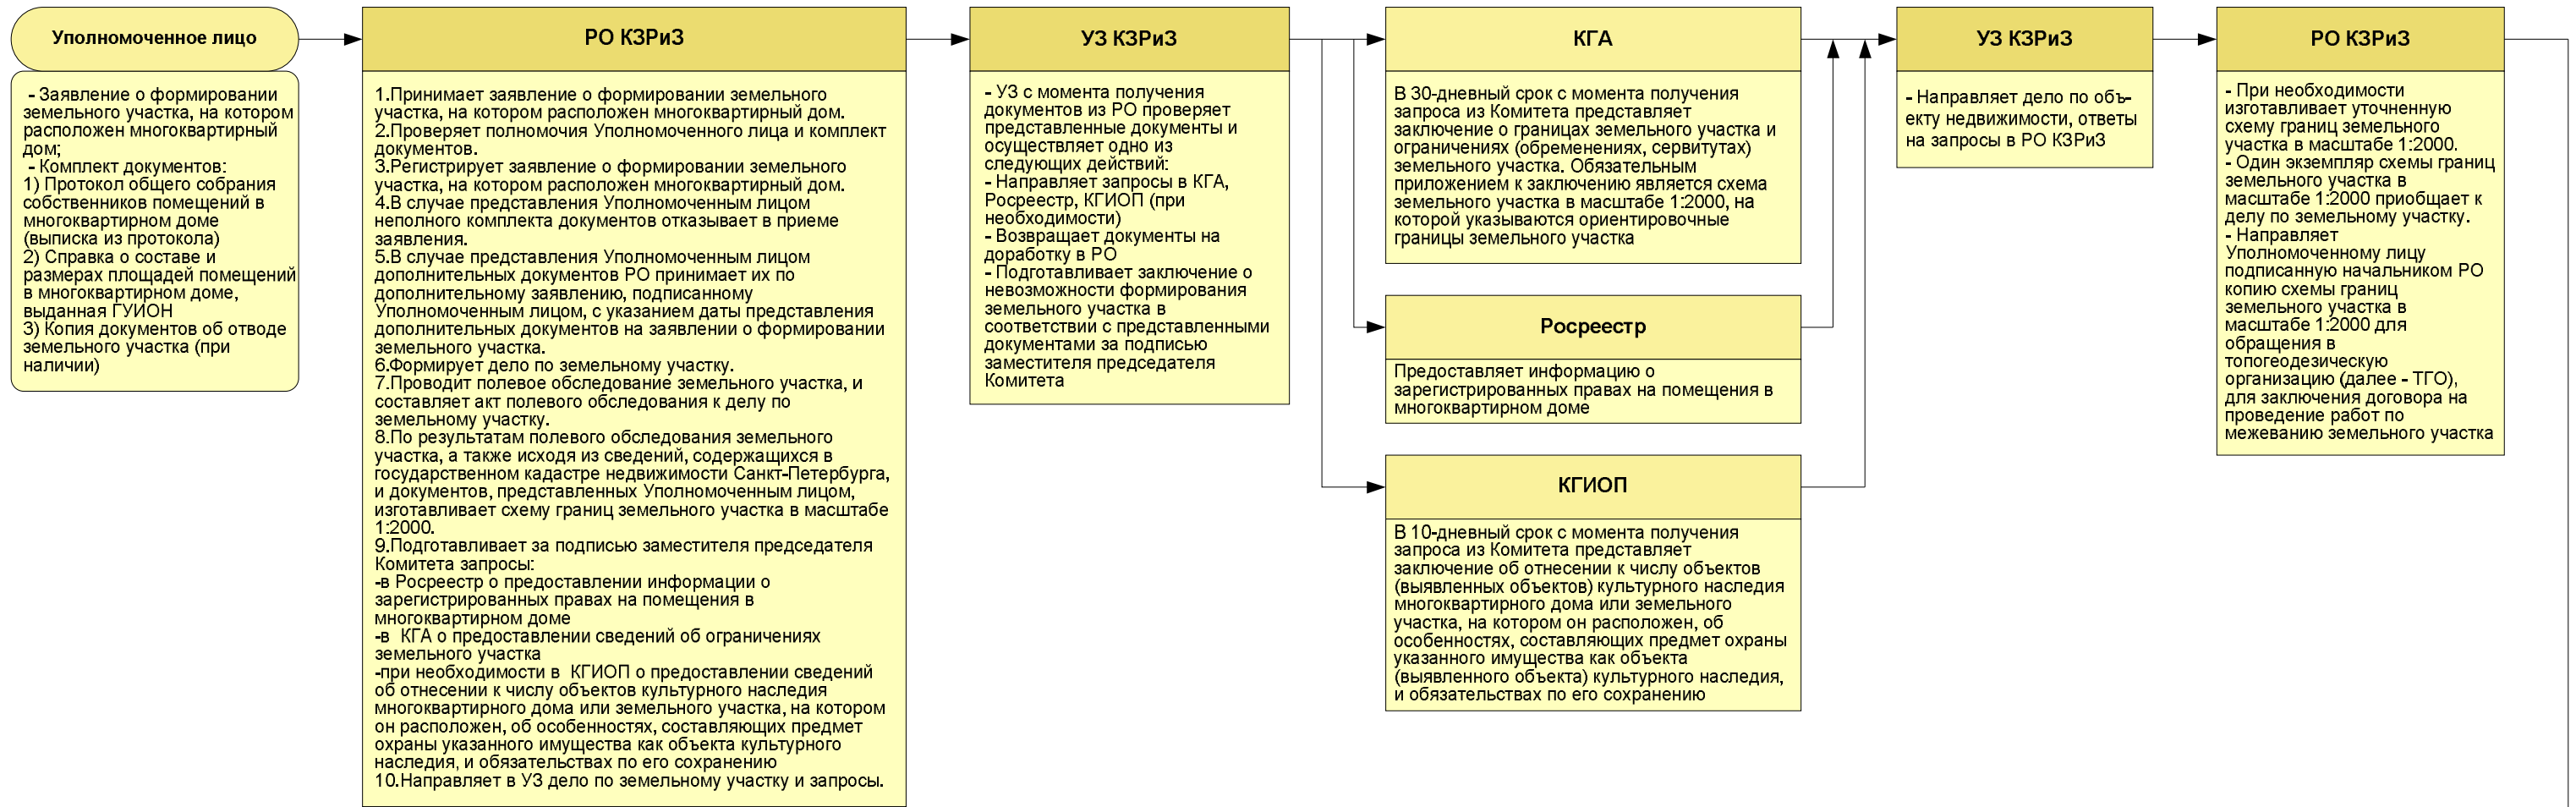 Уполномоченное лицо
- Заявление о формировании
земельного участка, на котором
расположен многоквартирный
дом;
- Комплект документов:
1) Протокол общего собрания
собственников помещений в
многоквартирном доме
(выписка из протокола)
2) Справка о составе и
размерах площадей помещений
в многоквартирном доме,
выданная ГУИОН
3) Копия документов об отводе
земельного участка (при
наличии)
РО КЗРиЗ
1.Принимает заявление о формировании земельного
участка, на котором расположен многоквартирный дом.
2.Проверяет полномочия Уполномоченного лица и комплект
документов.
3.Регистрирует заявление о формировании земельного
участка, на котором расположен многоквартирный дом.
4.В случае представления Уполномоченным лицом
неполного комплекта документов отказывает в приеме
заявления.
5.В случае представления Уполномоченным лицом
дополнительных документов РО принимает их по
дополнительному заявлению, подписанному
Уполномоченным лицом, с указанием даты представления
дополнительных документов на заявлении о формировании
земельного участка.
6.Формирует дело по земельному участку.
7.Проводит полевое обследование земельного участка, и
составляет акт полевого обследования к делу по
земельному участку.
8.По результатам полевого обследования земельного
участка, а также исходя из сведений, содержащихся в
государственном кадастре недвижимости Санкт-Петербурга,
и документов, представленных Уполномоченным лицом,
изготавливает схему границ земельного участка в масштабе
1:2000.
9.Подготавливает за подписью заместителя председателя
Комитета запросы:
-в Росреестр о предоставлении информации о
зарегистрированных правах на помещения в
многоквартирном доме
-в КГА о предоставлении сведений об ограничениях
земельного участка
-при необходимости в КГИОП о предоставлении сведений
об отнесении к числу объектов культурного наследия
многоквартирного дома или земельного участка, на котором
он расположен, об особенностях, составляющих предмет
охраны указанного имущества как объекта культурного
наследия, и обязательствах по его сохранению
10.Направляет в УЗ дело по земельному участку и запросы.
УЗ КЗРиЗ
- УЗ с момента получения
документов из РО проверяет
представленные документы и
осуществляет одно из
следующих действий:
- Направляет запросы в КГА,
Росреестр, КГИОП (при
необходимости)
- Возвращает документы на
доработку в РО
- Подготавливает заключение о
невозможности формирования
земельного участка в
соответствии с представленными
документами за подписью
заместителя председателя
Комитета
КГА
В 30-дневный срок с момента получения
запроса из Комитета представляет
заключение о границах земельного участка и
ограничениях (обременениях, сервитутах)
земельного участка. Обязательным
приложением к заключению является схема
земельного участка в масштабе 1:2000, на
которой указываются ориентировочные
границы земельного участка
Росреестр
Предоставляет информацию о
зарегистрированных правах на помещения в
многоквартирном доме
КГИОП
В 10-дневный срок с момента получения
запроса из Комитета представляет
заключение об отнесении к числу объектов
(выявленных объектов) культурного наследия
многоквартирного дома или земельного
участка, на котором он расположен, об
особенностях, составляющих предмет охраны
указанного имущества как объекта
(выявленного объекта) культурного наследия,
и обязательствах по его сохранению
УЗ КЗРиЗ
- Направляет дело по объ-
екту недвижимости, ответы
на запросы в РО КЗРиЗ
РО КЗРиЗ
- При необходимости
изготавливает уточненную
схему границ земельного
участка в масштабе 1:2000.
- Один экземпляр схемы границ
земельного участка в
масштабе 1:2000 приобщает к
делу по земельному участку.
- Направляет
Уполномоченному лицу
подписанную начальником РО
копию схемы границ
земельного участка в
масштабе 1:2000 для
обращения в
топогеодезическую
организацию (далее - ТГО),
для заключения договора на
проведение работ по
межеванию земельного участка